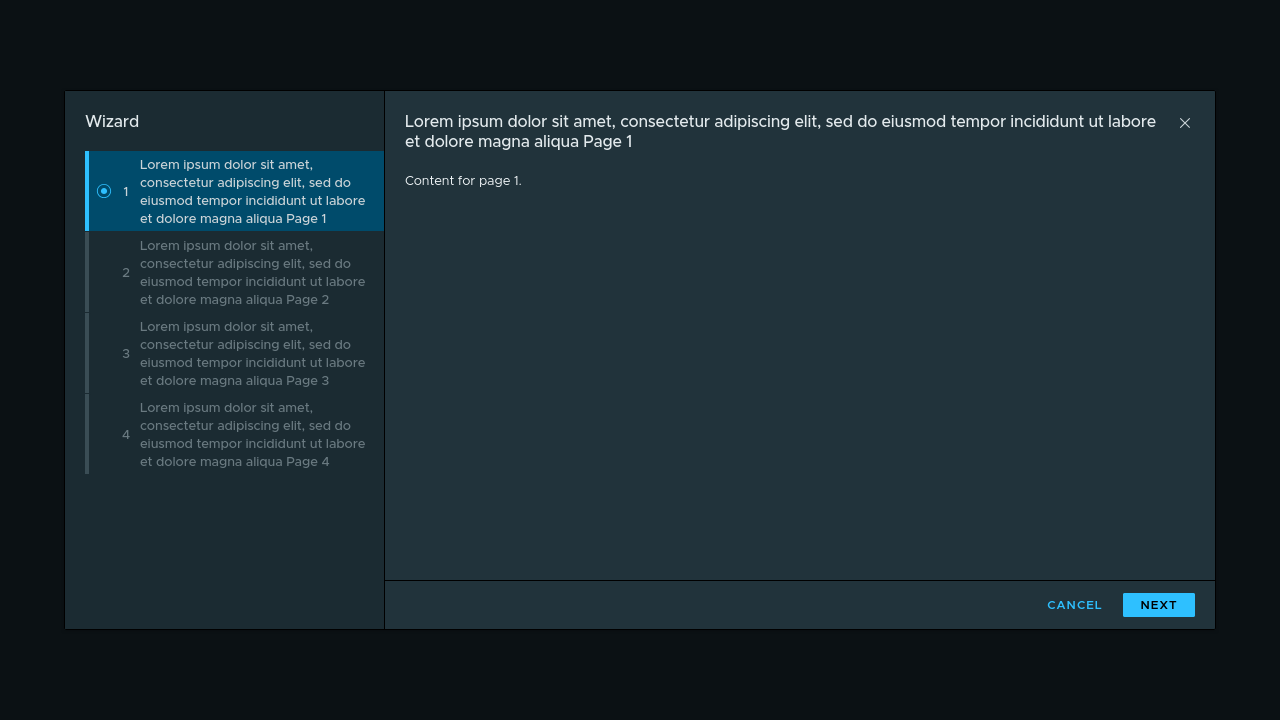 Wizard
1
Lorem ipsum dolor sit amet,
consectetur adipiscing elit, sed do
eiusmod tempor incididunt ut labore
et dolore magna aliqua Page 1
2
Lorem ipsum dolor sit amet,
consectetur adipiscing elit, sed do
eiusmod tempor incididunt ut labore
et dolore magna aliqua Page 2
3
Lorem ipsum dolor sit amet,
consectetur adipiscing elit, sed do
eiusmod tempor incididunt ut labore
et dolore magna aliqua Page 3
4
Lorem ipsum dolor sit amet,
consectetur adipiscing elit, sed do
eiusmod tempor incididunt ut labore
et dolore magna aliqua Page 4
Lorem ipsum dolor sit amet, consectetur adipiscing elit, sed do eiusmod tempor incididunt ut labore
et dolore magna aliqua Page 1
Content for page 1.
CANCEL
NEXT